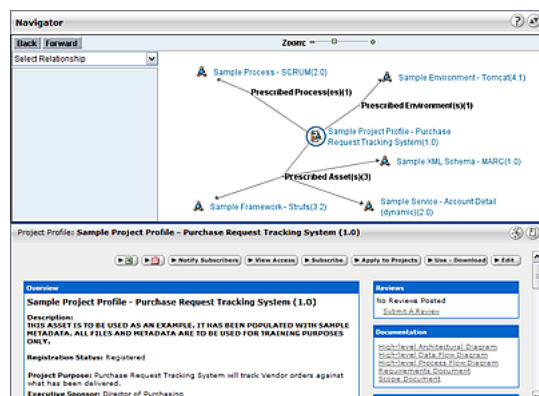 Navigator
Back Forward
Zoom:
Select Relationship
Sample Process - SCRUM(2.0)
Sample Environment - Tomcat(4.1)
Prescribed Process(es)(1)
Prescribed Environment(s)(1)
Sample Project Profile - Purchase
Request Tracking System(1.0)
Sample XML Schema - MARC(1.0)
Prescribed Asset(s)(3)
Sample Framework - Struts(3.2)
Sample Service - Account Detail
(dynamic)(2.0)
Project Profile: Sample Project Profile - Purchase Request Tracking System (1.0)
Notify Subscribers View Access Subscribe Apply to Projects Use - Download Edit
Overview
Sample Project Profile - Purchase Request Tracking System (1.0)
Description:
THIS ASSET IS TO BE USED AS AN EXAMPLE. IT HAS BEEN POPULATED WITH SAMPLE
METADATA. ALL FILES AND METADATA ARE TO BE USED FOR TRAINING PURPOSES
ONLY.
Registration Status: Registered
Project Purpose: Purchase Request Tracking System will track Vendor orders against
what has been delivered.
Executive Sponsor: Director of Purchasing
Reviews
No Reviews Posted
Submit A Review
Documentation
High-level Architectural Diagram
High-level Data Flow Diagram
High-level Process Flow Diagram
Requirements Document
Scope Document